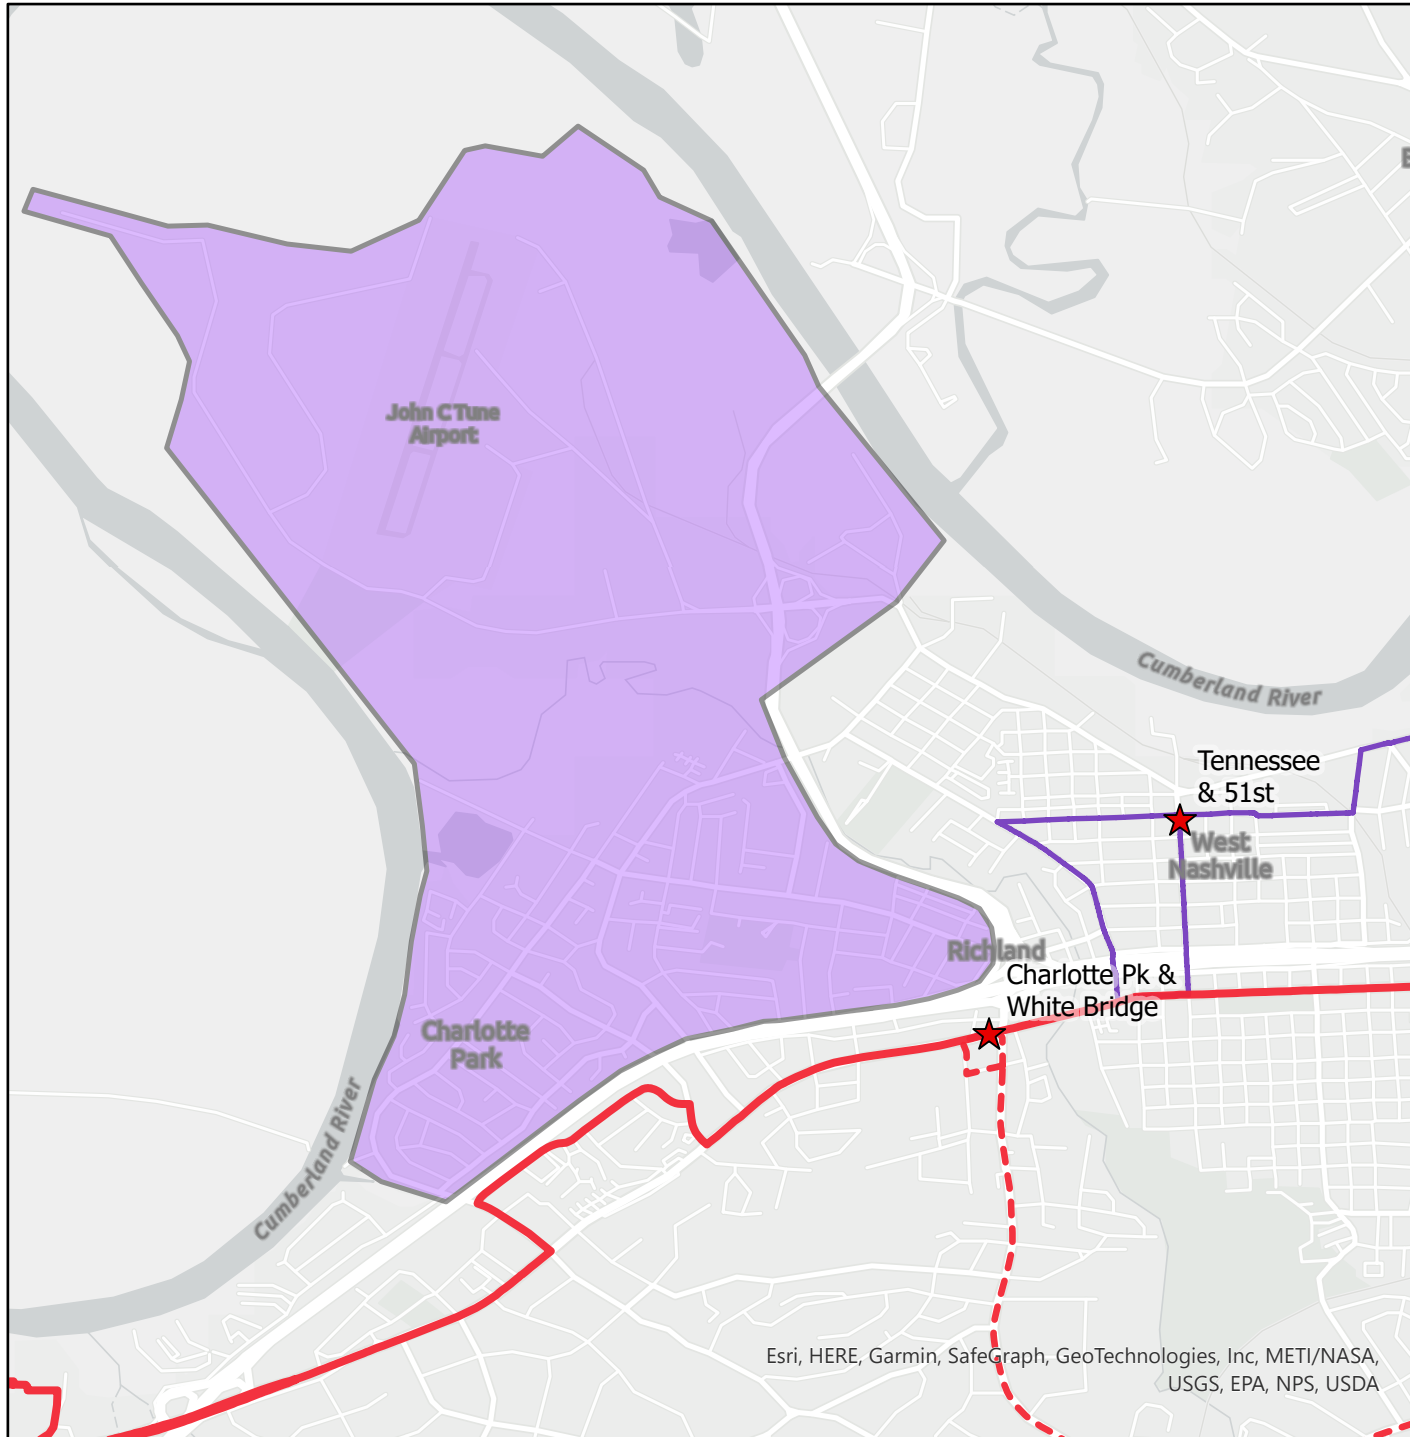 John C Tune
Airport
Cumberland River
Tennessee
& 51st
West
Nashville
Richland
Charlotte Pk &
White Bridge
Charlotte
Park
Cumberland River
Esri, HERE, Garmin, SafeGraph, GeoTechnologies, Inc, METI/NASA,
USGS, EPA, NPS, USDA